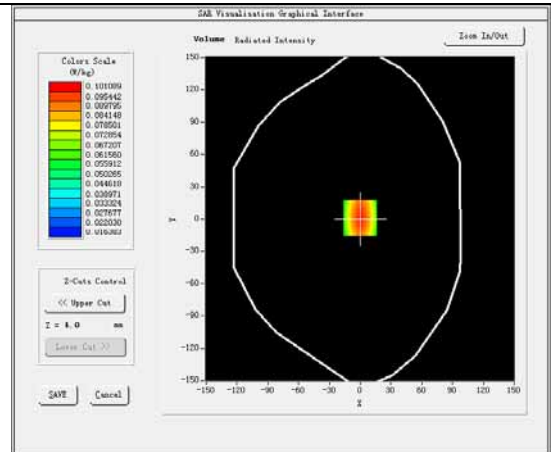 SAR Visualisation Graphical Interface
Volume Radiated Intensity
Zoom In/Out
Colors Scale
(W/kg)
0.101089
0.095442
0.089795
0.084148
0.078501
0.072854
0.067207
0.061560
0.055912
0.050265
0.044618
0.038971
0.033324
0.027677
0.022030
0.016383
Z-Cuts Control
<< Upper Cut
Z = 4.0 mm
Lower Cut >>
SAVE Cancel
150
120
90
60
30
Y 0
-30
-60
-90
-120
-150
-150 -120 -90 -60 -30 0 30 60 90 120 150
X